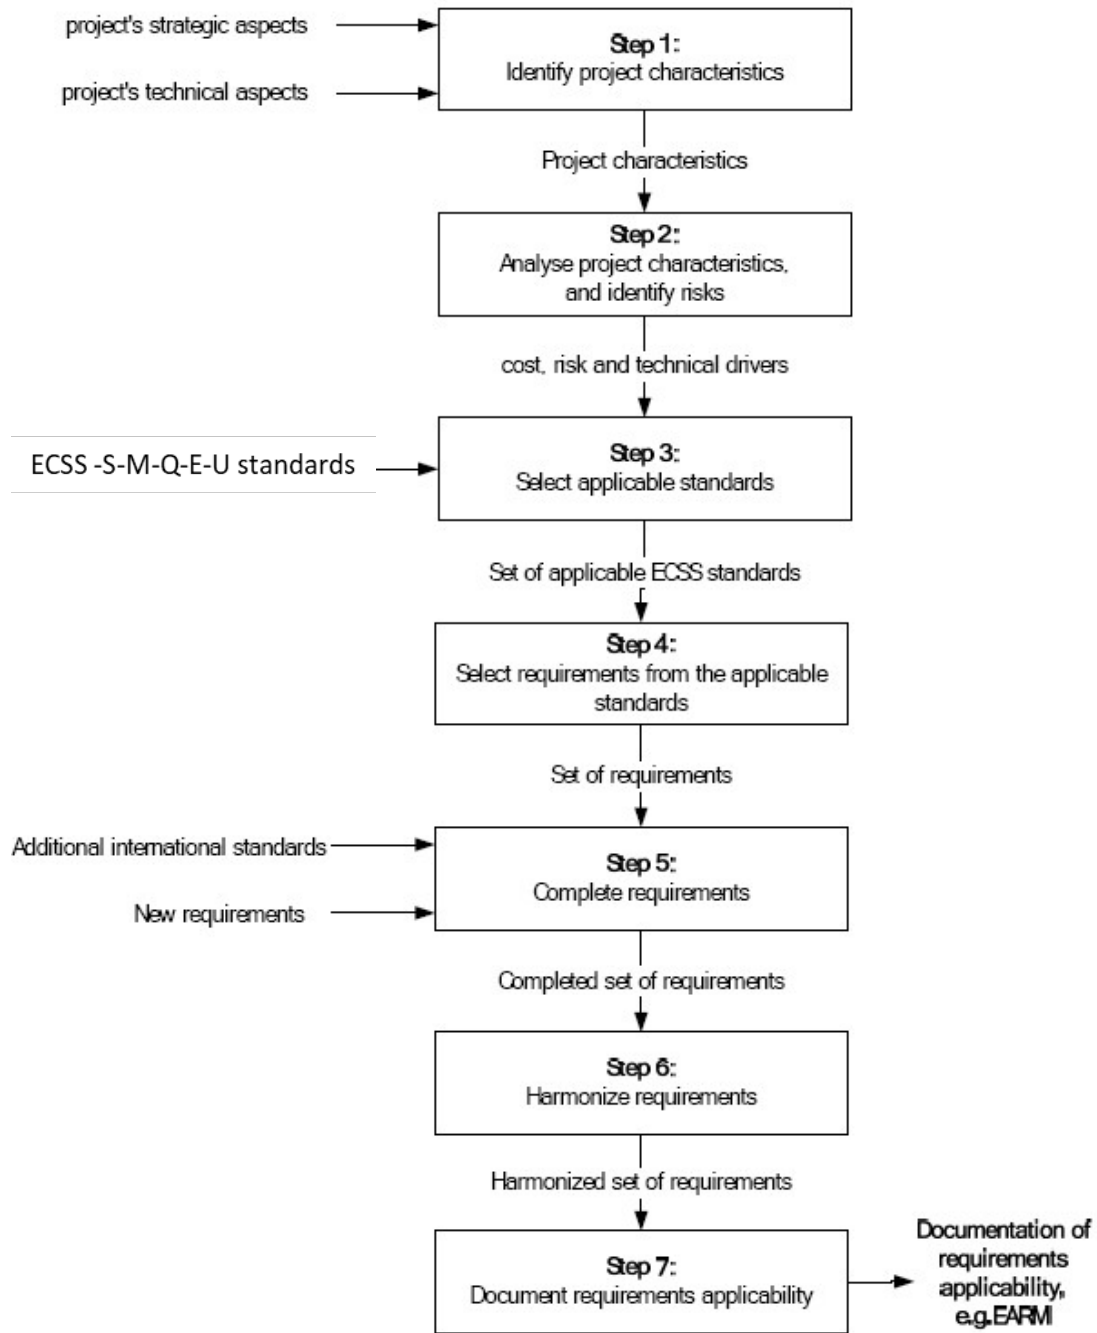 project's strategic aspects
project's technical aspects
Step 1:
Identify project characteristics
Project characteristics
Step 2:
Analyse project characteristics,
and identify risks
cost, risk and technical drivers
ECSS -S-M-Q-E-U standards
Step 3:
Select applicable standards
Set of applicable ECSS standards
Step 4:
Select requirements from the applicable
standards
Set of requirements
Additional international standards
New requirements
Step 5:
Complete requirements
Completed set of requirements
Step 6:
Harmonize requirements
Harmonized set of requirements
Step 7:
Document requirements applicability
Documentation of
requirements
applicability,
e.g.EARM